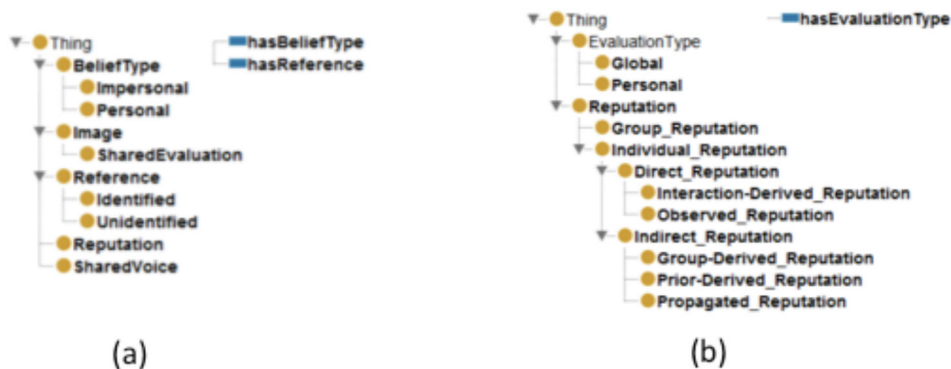 Thing
BeliefType
Impersonal
Personal
Image
SharedEvaluation
Reference
Identified
Unidentified
Reputation
SharedVoice
hasBeliefType
hasReference
(a)
Thing
EvaluationType
Global
Personal
Reputation
Group_Reputation
Individual_Reputation
Direct_Reputation
Interaction-Derived_Reputation
Observed_Reputation
Indirect_Reputation
Group-Derived_Reputation
Prior-Derived_Reputation
Propagated_Reputation
hasEvaluationType
(b)